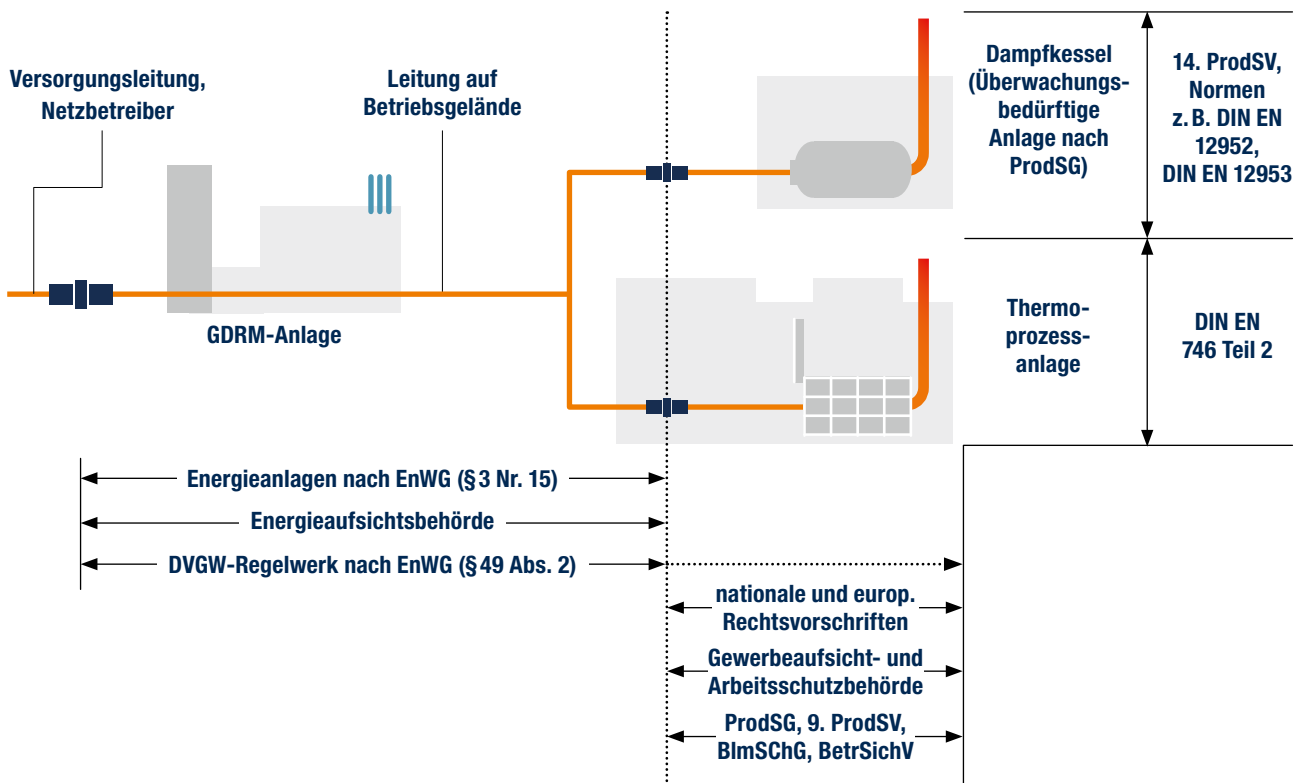 Versorgungsleitung,
Netzbetreiber
Leitung auf
Betriebsgelände
GDRM-Anlage
Dampfkessel
(Überwachungs-
bedürftige
Anlage nach
ProdSG)
14. ProdSV,
Normen
z. B. DIN EN
12952,
DIN EN 12953
Thermo-
prozess-
anlage
DIN EN
746 Teil 2
Energieanlagen nach EnWG (§ 3 Nr. 15)
Energieaufsichtsbehörde
DVGW-Regelwerk nach EnWG (§ 49 Abs. 2)
nationale und europ.
Rechtsvorschriften
Gewerbeaufsicht- und
Arbeitsschutzbehörde
ProdSG, 9. ProdSV,
BImSChG, BetrSichV